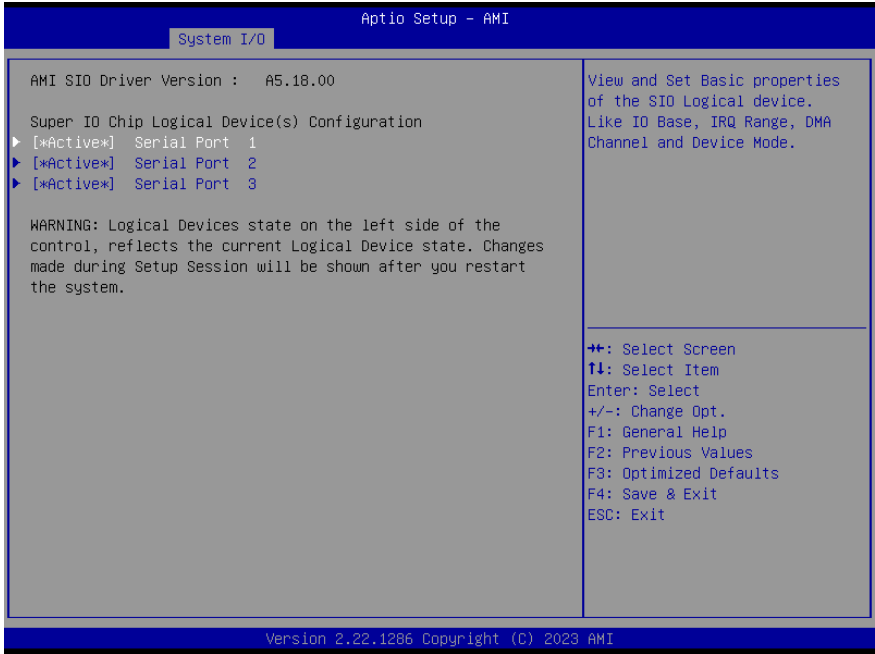 Aptio Setup – AMI
System I/O
AMI SIO Driver Version : A5.18.00
Super IO Chip Logical Device(s) Configuration
[*Active*] Serial Port 1
[*Active*] Serial Port 2
[*Active*] Serial Port 3
WARNING: Logical Devices state on the left side of the
control, reflects the current Logical Device state. Changes
made during Setup Session will be shown after you restart
the system.
View and Set Basic properties
of the SIO Logical device.
Like IO Base, IRQ Range, DMA
Channel and Device Mode.
→←: Select Screen
↑↓: Select Item
Enter: Select
+/-: Change Opt.
F1: General Help
F2: Previous Values
F3: Optimized Defaults
F4: Save & Exit
ESC: Exit
Version 2.22.1286 Copyright (C) 2023 AMI